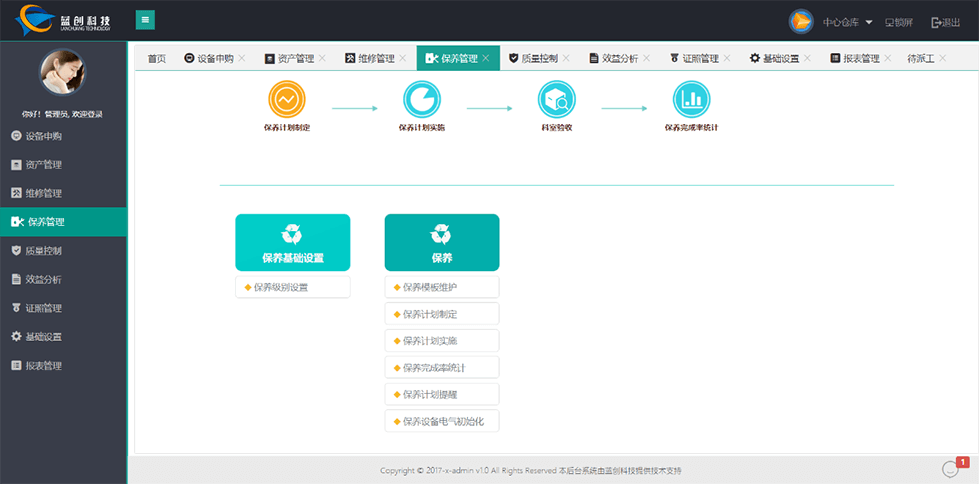 蓝创科技
LANCHUANG TECHNOLOGY
中心仓库
锁屏
退出
你好！管理员, 欢迎登录
设备申购
资产管理
维修管理
保养管理
质量控制
效益分析
证照管理
基础设置
报表管理
首页
设备申购
资产管理
维修管理
保养管理
质量控制
效益分析
证照管理
基础设置
报表管理
待派工
保养计划制定
保养计划实施
科室验收
保养完成率统计
保养基础设置
保养级别设置
保养
保养模板维护
保养计划制定
保养计划实施
保养完成率统计
保养计划提醒
保养设备电气初始化
Copyright © 2017-x-admin v1.0 All Rights Reserved 本后台系统由蓝创科技提供技术支持
1